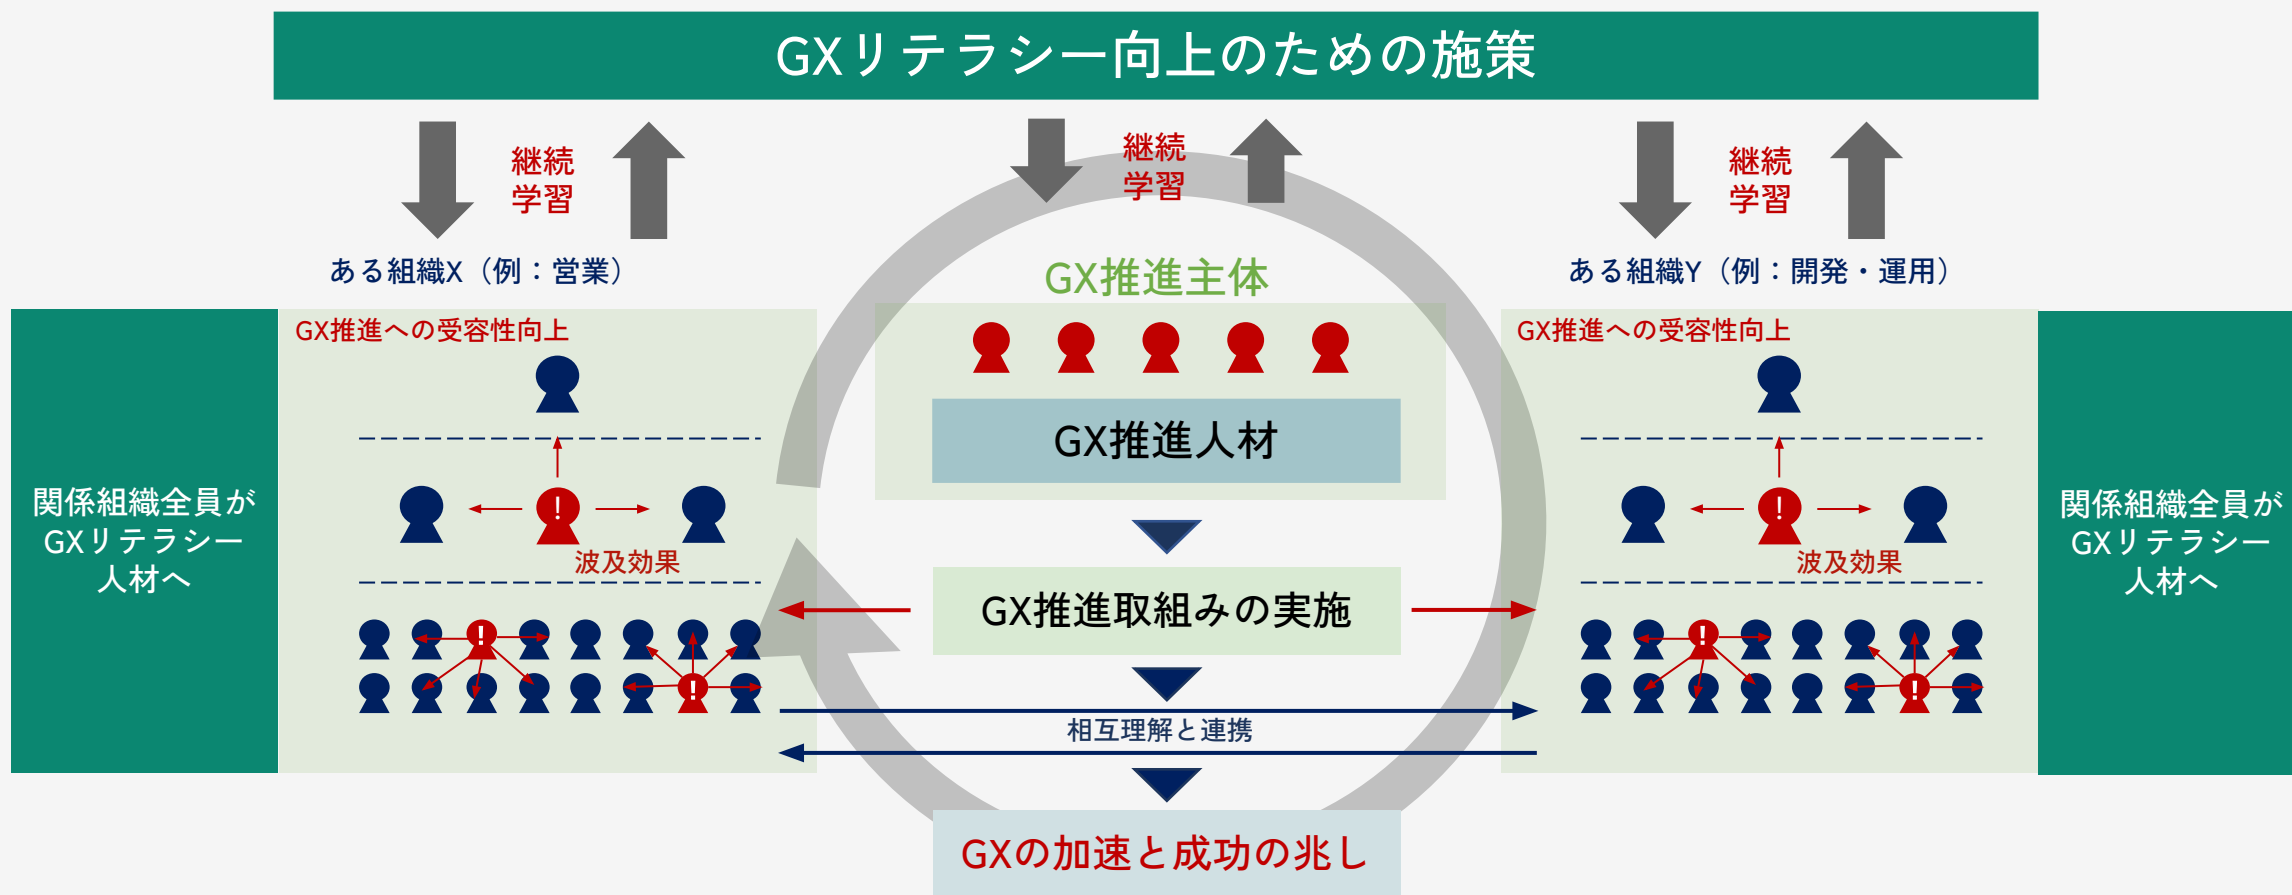 GXリテラシー向上のための施策
継続
学習
継続
学習
継続
学習
ある組織X（例：営業）
GX推進主体
ある組織Y（例：開発・運用）
GX推進への受容性向上
GX推進への受容性向上
GX推進人材
関係組織全員が
GXリテラシー
人材へ
!
!
関係組織全員が
GXリテラシー
人材へ
波及効果
波及効果
GX推進取組みの実施
!
!
!
!
相互理解と連携
GXの加速と成功の兆し